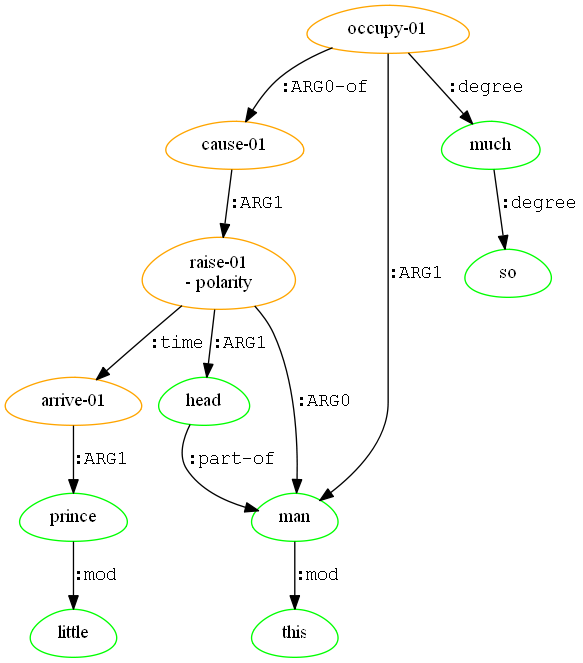 occupy-01
:ARG0-of
:degree
cause-01
much
:ARG1
:degree
raise-01
- polarity
:ARG1
so
:time
:ARG1
arrive-01
head
:ARG0
:ARG1
:part-of
prince
man
:mod
:mod
little
this